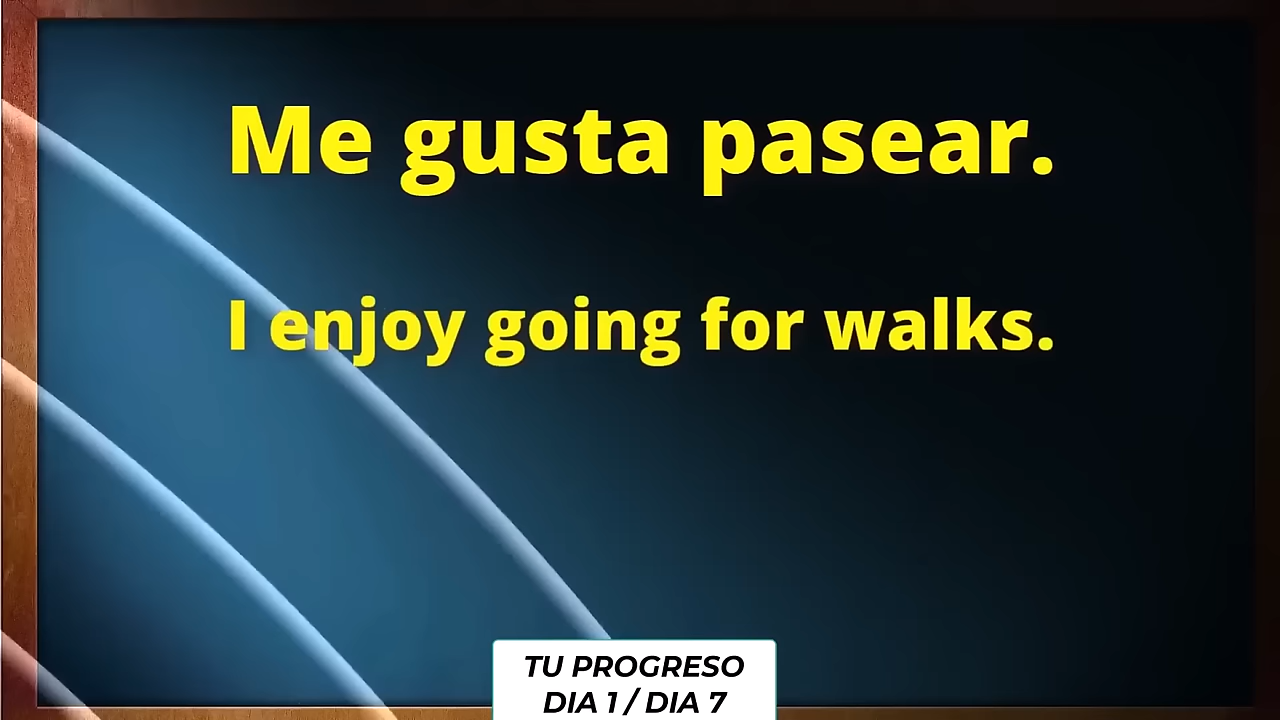 Me gusta pasear.
I enjoy going for walks.
TU PROGRESO
DIA 1 / DIA 7